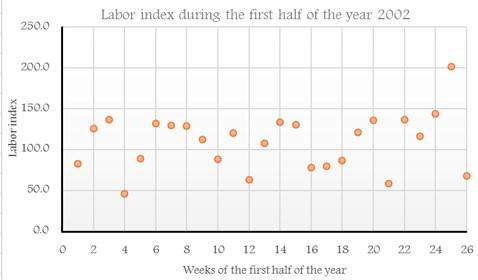 Labor index during the first half of the year 2002
250.0
200.0
150.0
100.0
50.0
0.0
Labor index
0 2 4 6 8 10 12 14 16 18 20 22 24 26
Weeks of the first half of the year